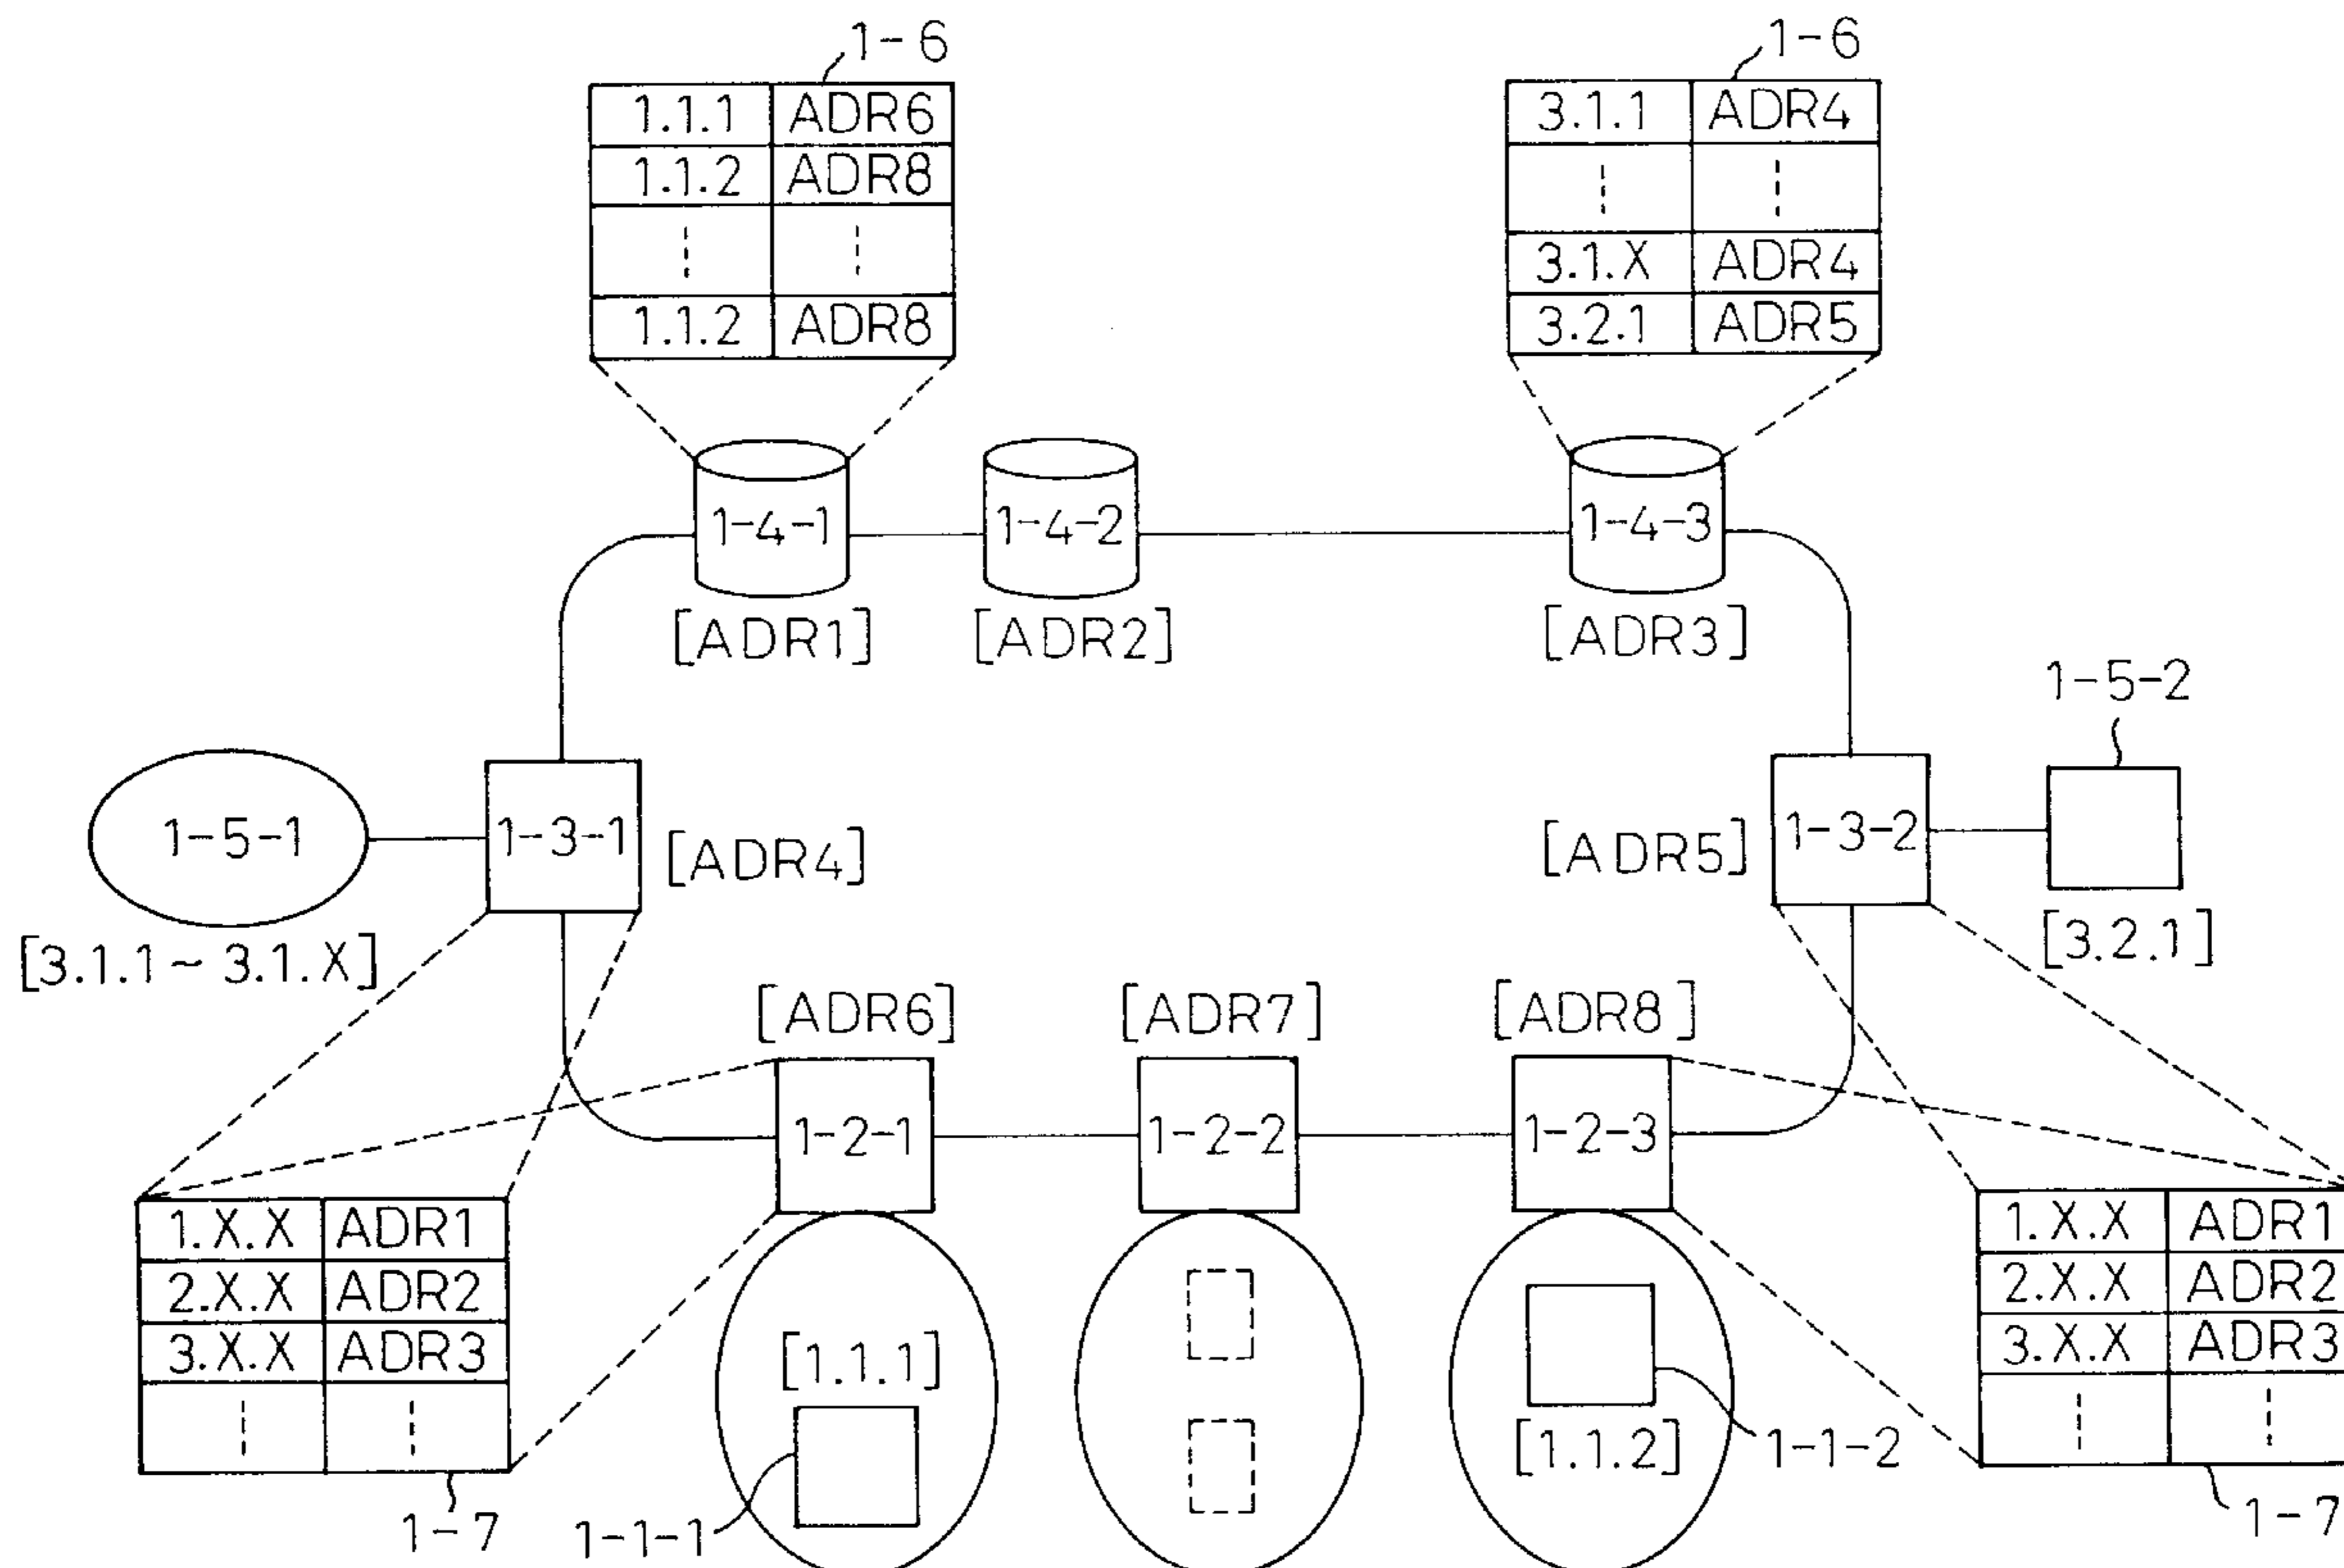 1-6
1-6
1.1.1 ADR6
1.1.2 ADR8
1.1.2 ADR8
3.1.1 ADR4
3.1.X ADR4
3.2.1 ADR5
1-4-1
1-4-2
1-4-3
[ADR1]
[ADR2]
[ADR3]
1-5-2
1-5-1
1-3-1
[ADR4]
[ADR5]
1-3-2
[3.1.1~3.1.X]
[3.2.1]
[ADR6]
[ADR7]
[ADR8]
1-2-1
1-2-2
1-2-3
1.X.X ADR1
2.X.X ADR2
3.X.X ADR3
1.X.X ADR1
2.X.X ADR2
3.X.X ADR3
[1.1.1]
[1.1.2]
1-1-2
1-7
1-1-1
1-7